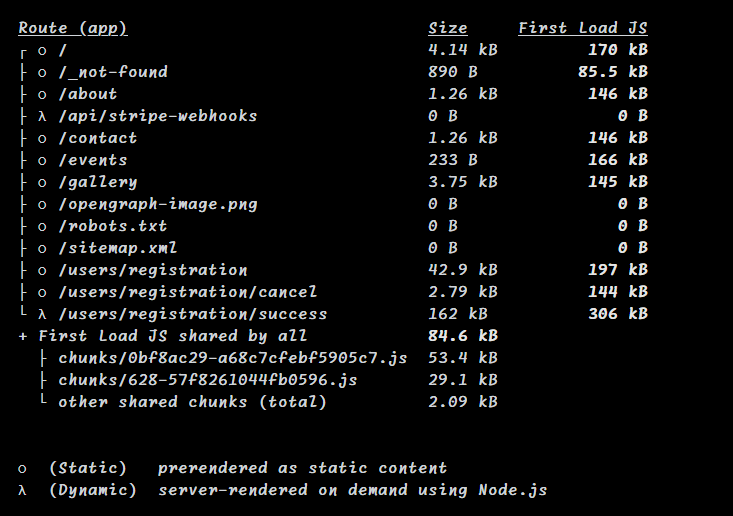 Route (app) Size First Load JS
┌ ○ / 4.14 kB 170 kB
├ ○ /_not-found 890 B 85.5 kB
├ ○ /about 1.26 kB 146 kB
├ λ /api/stripe-webhooks 0 B 0 B
├ ○ /contact 1.26 kB 146 kB
├ ○ /events 233 B 166 kB
├ ○ /gallery 3.75 kB 145 kB
├ ○ /opengraph-image.png 0 B 0 B
├ ○ /robots.txt 0 B 0 B
├ ○ /sitemap.xml 0 B 0 B
├ ○ /users/registration 42.9 kB 197 kB
├ ○ /users/registration/cancel 2.79 kB 144 kB
└ λ /users/registration/success 162 kB 306 kB
+ First Load JS shared by all 84.6 kB
├ chunks/0bf8ac29-a68c7cfebf5905c7.js 53.4 kB
├ chunks/628-57f8261044fb0596.js 29.1 kB
└ other shared chunks (total) 2.09 kB
○ (Static) prerendered as static content
λ (Dynamic) server-rendered on demand using Node.js